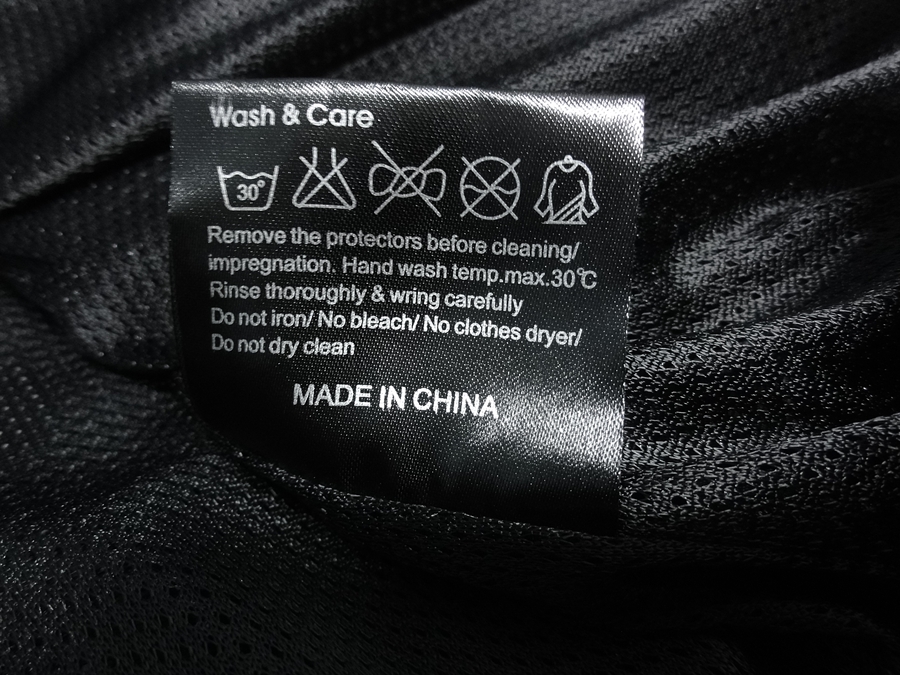 Wash & Care
30°
Remove the protectors before cleaning/
impregnation. Hand wash temp.max.30℃
Rinse thoroughly & wring carefully
Do not iron/ No bleach/ No clothes dryer/
Do not dry clean
MADE IN CHINA